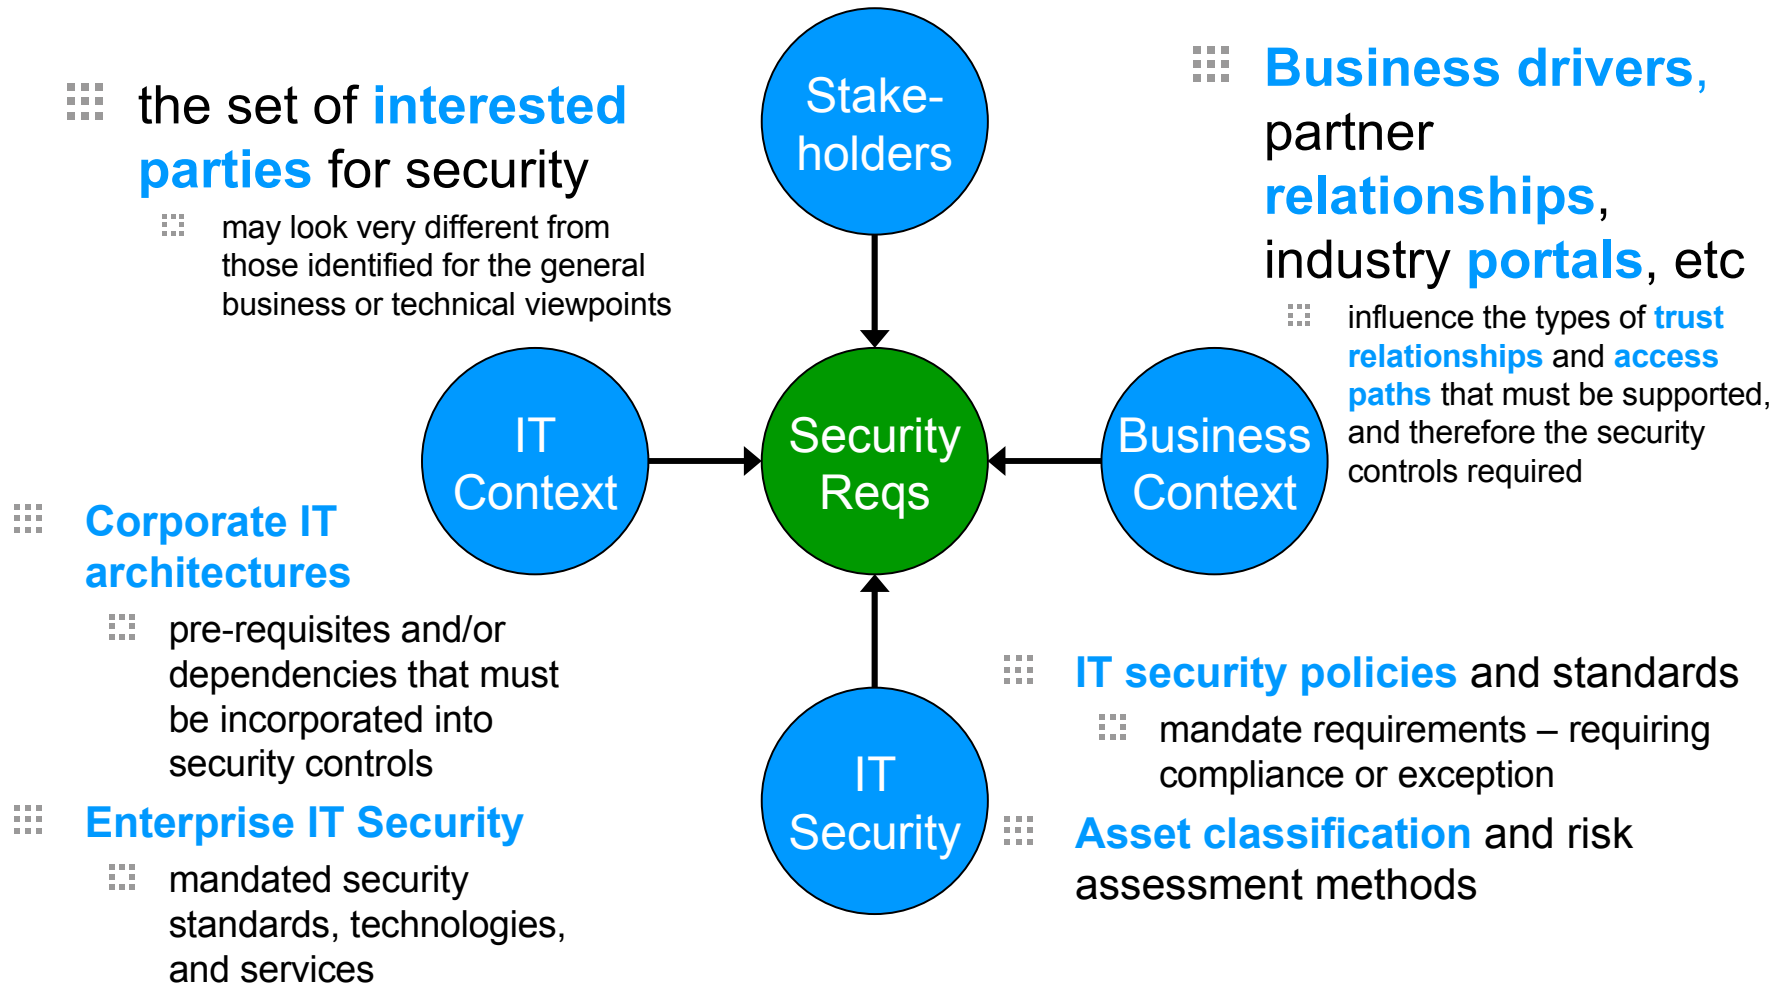 Stake-
holders
the set of interested
parties for security
may look very different from
those identified for the general
business or technical viewpoints
Business drivers,
partner
relationships,
industry portals, etc
influence the types of trust
relationships and access
paths that must be supported,
and therefore the security
controls required
IT
Context
Security
Reqs
Business
Context
Corporate IT
architectures
pre-requisites and/or
dependencies that must
be incorporated into
security controls
Enterprise IT Security
mandated security
standards, technologies,
and services
IT
Security
IT security policies and standards
mandate requirements – requiring
compliance or exception
Asset classification and risk
assessment methods